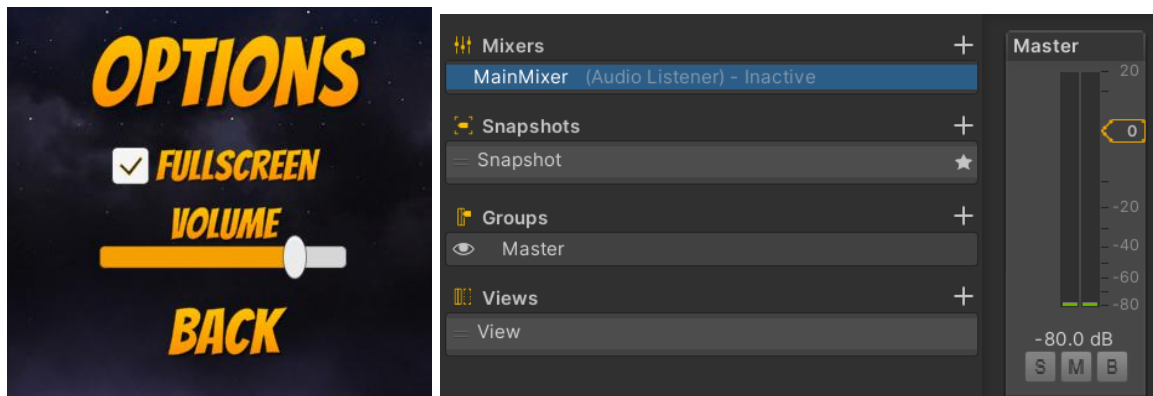 OPTIONS
FULLSCREEN
VOLUME
BACK
Mixers
MainMixer (Audio Listener) - Inactive
Snapshots
Snapshot
Groups
Master
Views
View
Master
20
0
-20
-40
-60
-80
-80.0 dB
S M B